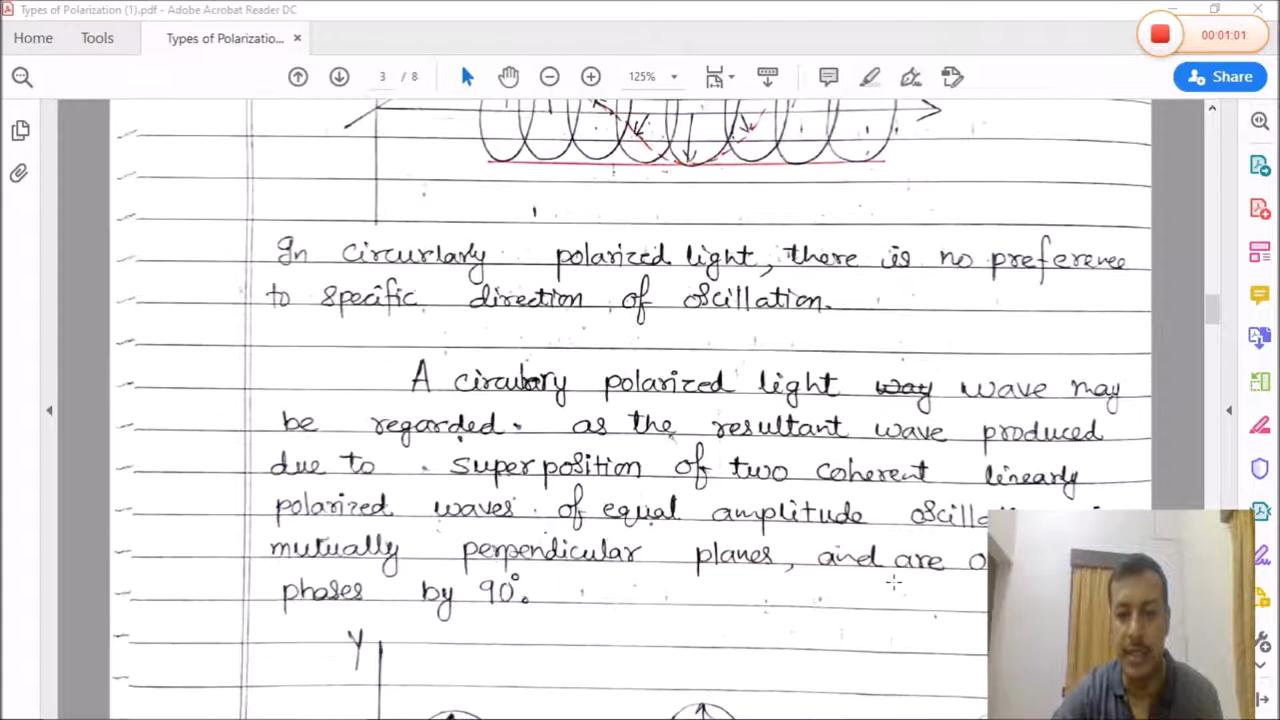 Types of Polarization (1).pdf - Adobe Acrobat Reader DC
00:01:01
Home Tools Types of Polarizatio... ×
3 / 8 125% Share
In circurlarly polarized light, there is no preference
to specific direction of oscillation.
A circulary polarized light way wave may
be regarded. as the resultant wave produced
due to . superposition of two coherent linearly
polarized waves . of equal amplitude
mutually perpendicular planes, and are
phases by 90°.
Y